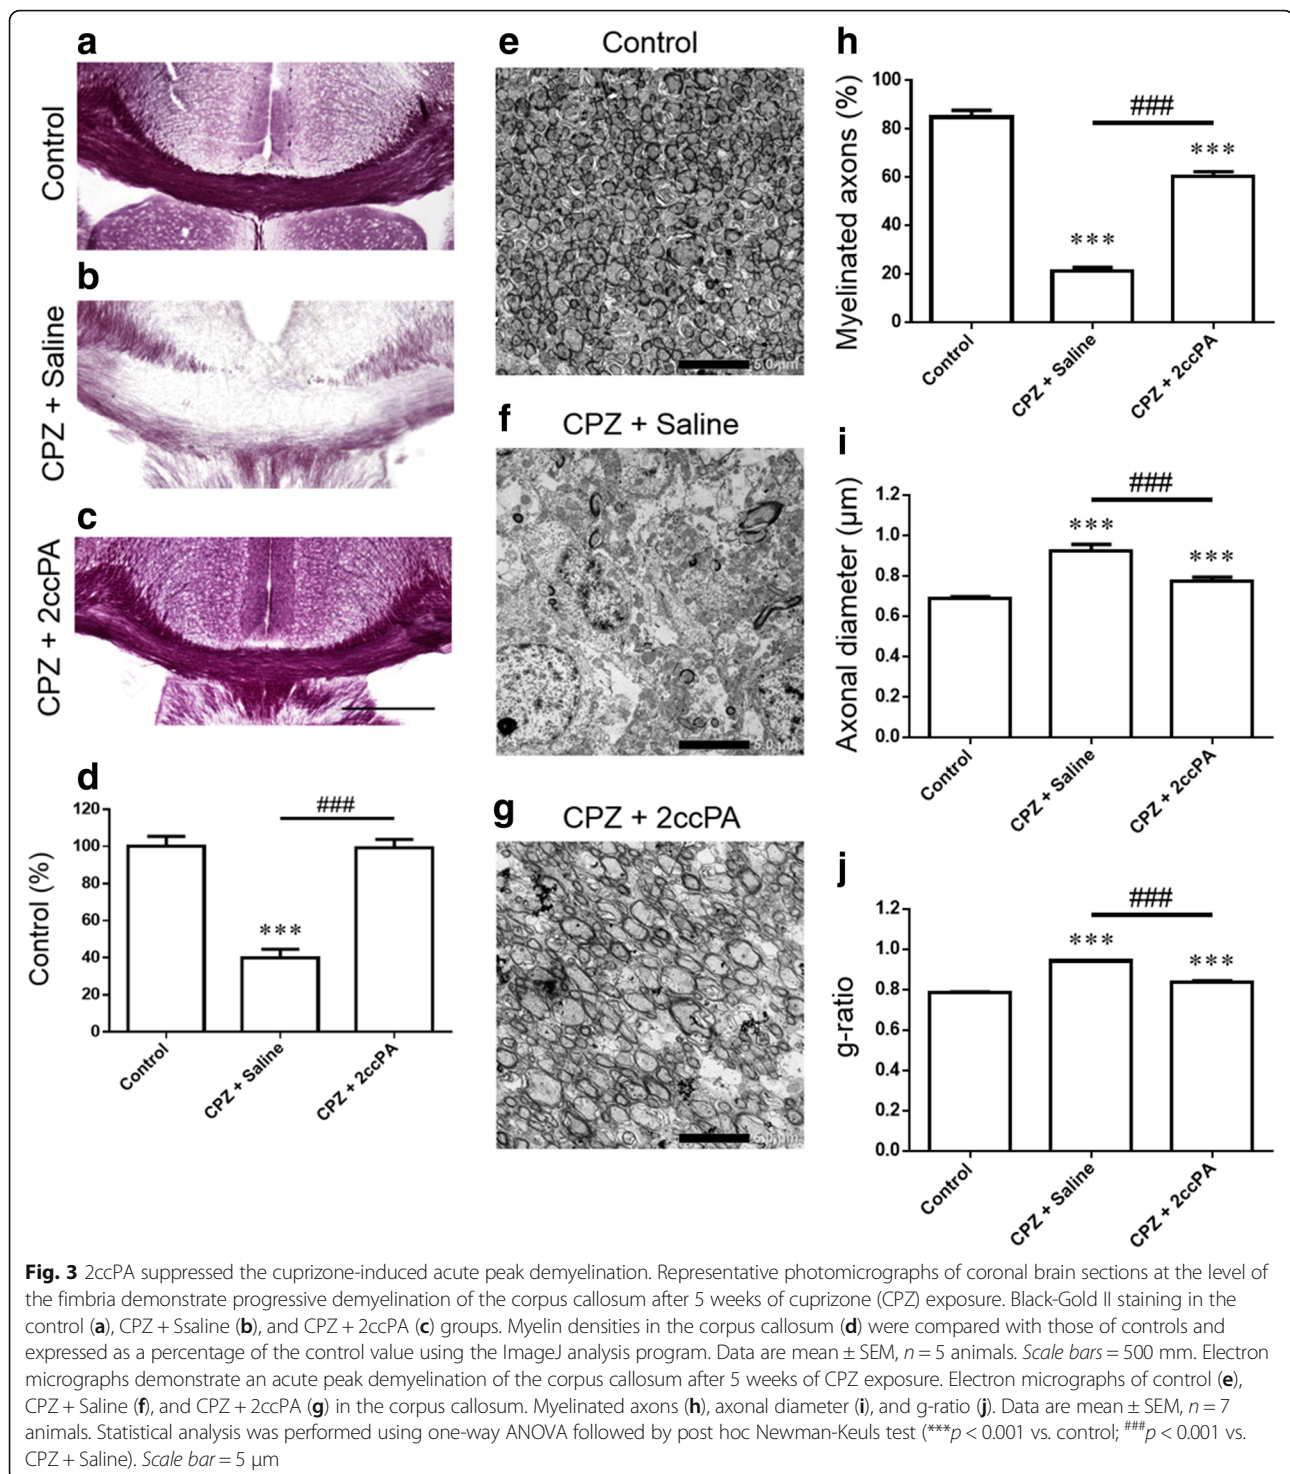 a
Control
b
CPZ + Saline
c
CPZ + 2ccPA
d
###
***
Control (%)
120
100
80
60
40
20
0
Control
CPZ + Saline
CPZ + 2ccPA
e
Control
5.0 µm
f
CPZ + Saline
5.0 µm
g
CPZ + 2ccPA
5.0 µm
h
###
***
***
Myelinated axons (%)
100
80
60
40
20
0
Control
CPZ + Saline
CPZ + 2ccPA
i
###
***
***
Axonal diameter (µm)
1.2
1.0
0.8
0.6
0.4
0.2
0.0
Control
CPZ + Saline
CPZ + 2ccPA
j
###
***
***
g-ratio
1.2
1.0
0.8
0.6
0.4
0.2
0.0
Control
CPZ + Saline
CPZ + 2ccPA
Fig. 3 2ccPA suppressed the cuprizone-induced acute peak demyelination. Representative photomicrographs of coronal brain sections at the level of
the fimbria demonstrate progressive demyelination of the corpus callosum after 5 weeks of cuprizone (CPZ) exposure. Black-Gold II staining in the
control (a), CPZ + Ssaline (b), and CPZ + 2ccPA (c) groups. Myelin densities in the corpus callosum (d) were compared with those of controls and
expressed as a percentage of the control value using the ImageJ analysis program. Data are mean ± SEM, n = 5 animals. Scale bars = 500 mm. Electron
micrographs demonstrate an acute peak demyelination of the corpus callosum after 5 weeks of CPZ exposure. Electron micrographs of control (e),
CPZ + Saline (f), and CPZ + 2ccPA (g) in the corpus callosum. Myelinated axons (h), axonal diameter (i), and g-ratio (j). Data are mean ± SEM, n = 7
animals. Statistical analysis was performed using one-way ANOVA followed by post hoc Newman-Keuls test (***p < 0.001 vs. control; ###p < 0.001 vs.
CPZ + Saline). Scale bar = 5 µm